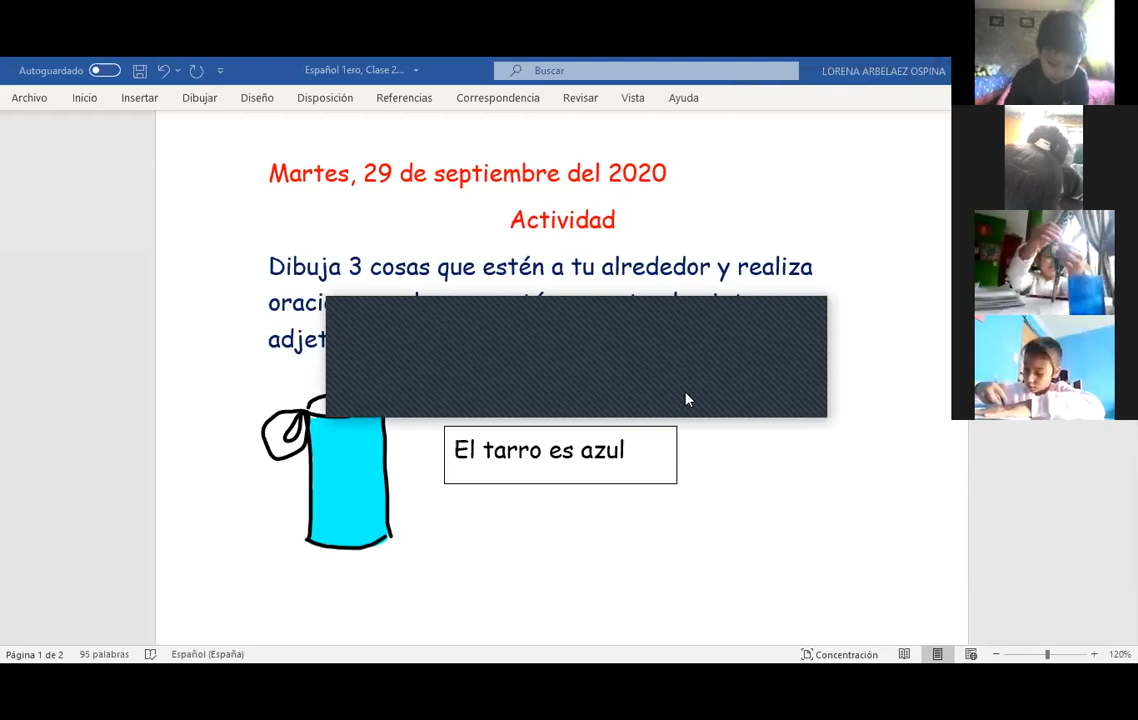 Autoguardado
Español 1ero, Clase 2...
Buscar
LORENA ARBELAEZ OSPINA
Archivo Inicio Insertar Dibujar Diseño Disposición Referencias Correspondencia Revisar Vista Ayuda
Martes, 29 de septiembre del 2020
Actividad
Dibuja 3 cosas que estén a tu alrededor y realiza
El tarro es azul
Página 1 de 2 95 palabras Español (España) Concentración 120%